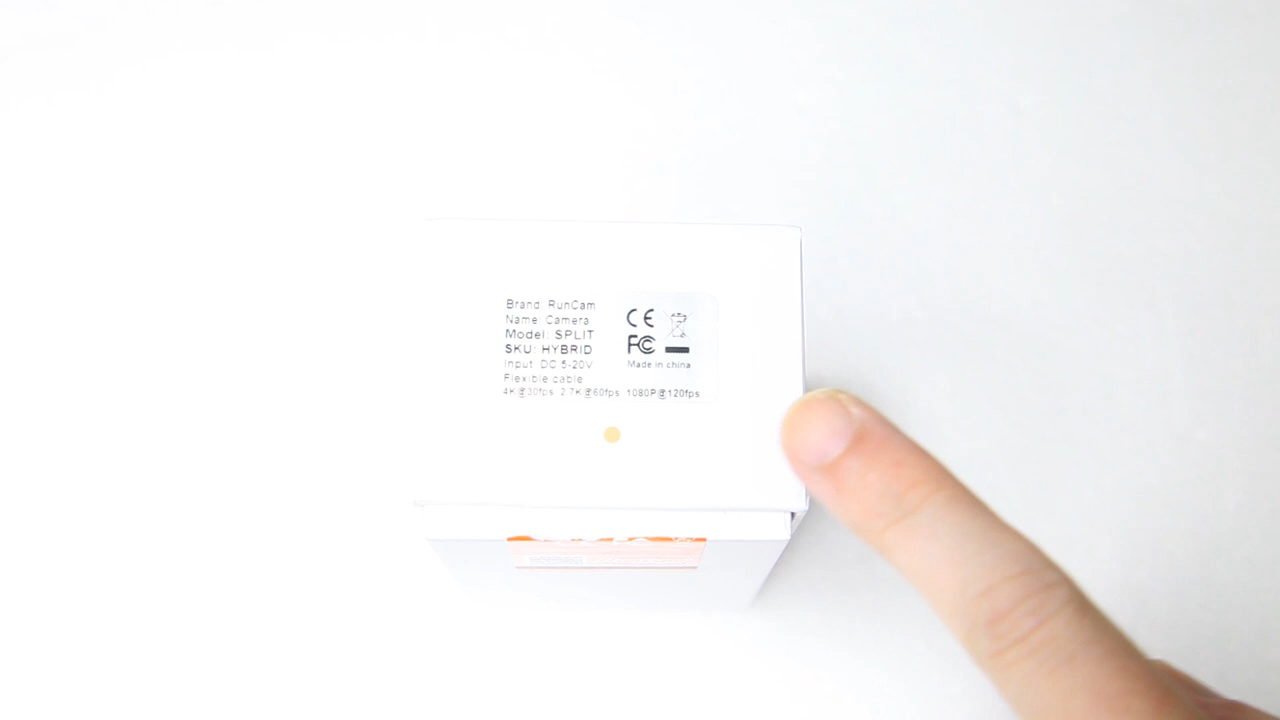 Brand: RunCam
Name: Camera
Model: SPLIT
SKU: HYBRID
Input: DC 5-20V
Flexible cable
4K@30fps 2.7K@60fps 1080P@120fps
CE
FC
Made in china